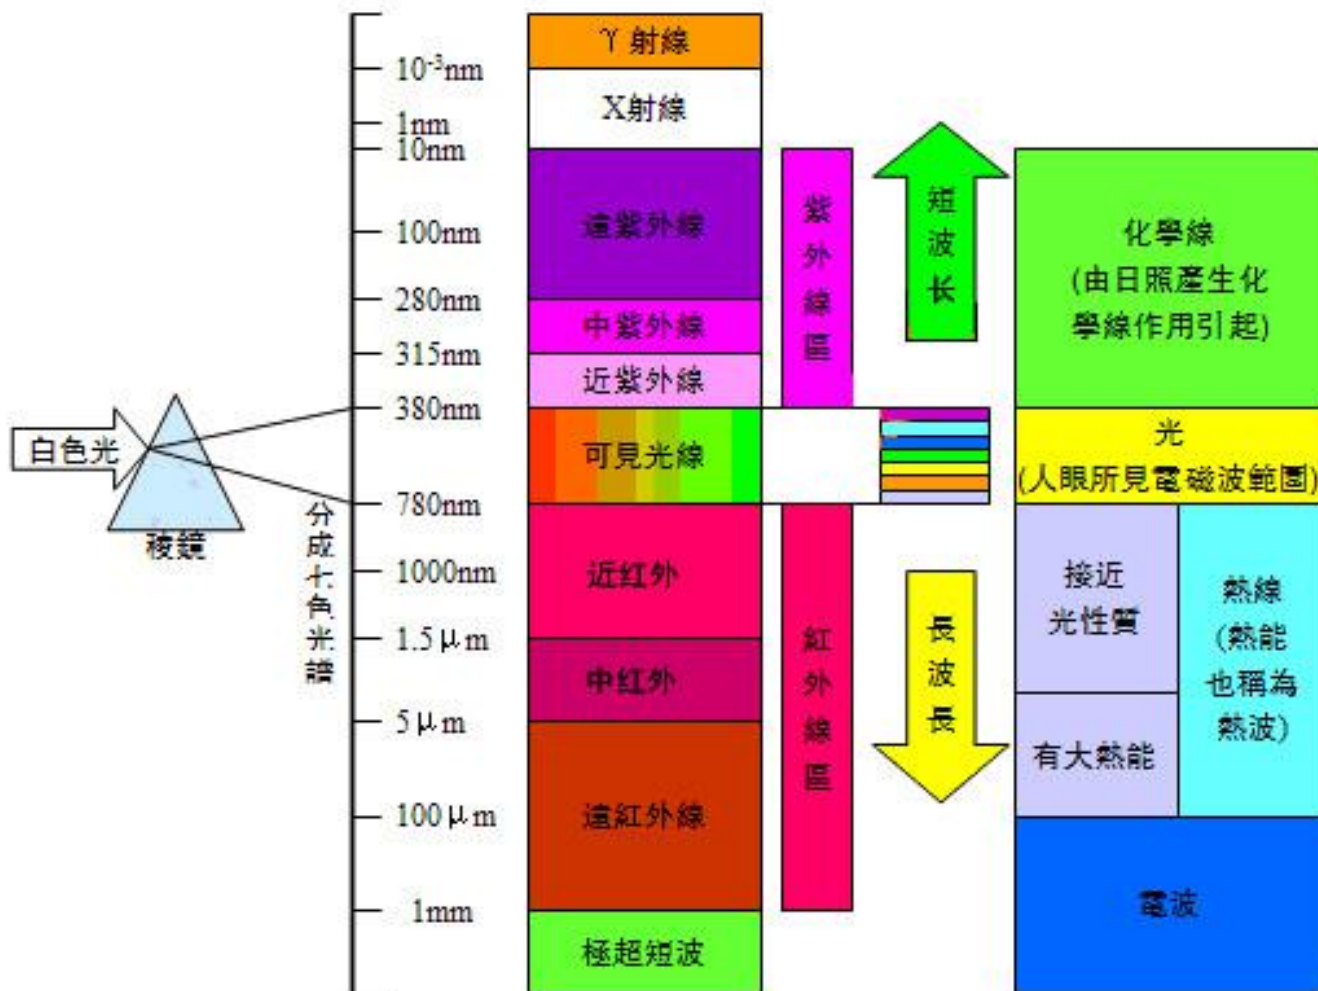 γ射線
10⁻³nm
X射線
1nm
10nm
遠紫外線
100nm
280nm
中紫外線
315nm
近紫外線
380nm
可見光線
780nm
近红外
1000nm
1.5μm
中红外
5μm
遠紅外線
100μm
1mm
極超短波
白色光
稜鏡
分成七色光譜
紫外線區
紅外線區
短波长
長波長
化學線
(由日照產生化
學線作用引起)
光
(人眼所見電磁波範圍)
接近
光性質
有大熱能
熱線
(熱能
也稱為
熱波)
電波